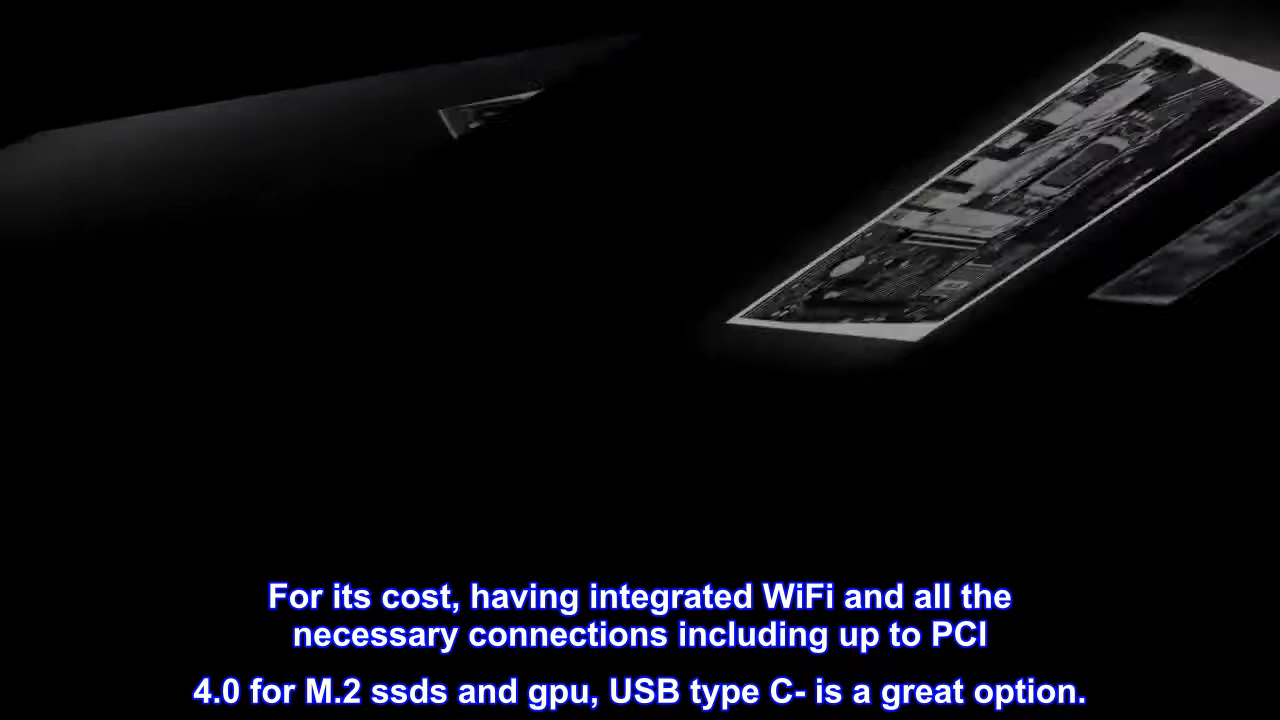 For its cost, having integrated WiFi and all the
necessary connections including up to PCI
4.0 for M.2 ssds and gpu, USB type C- is a great option.